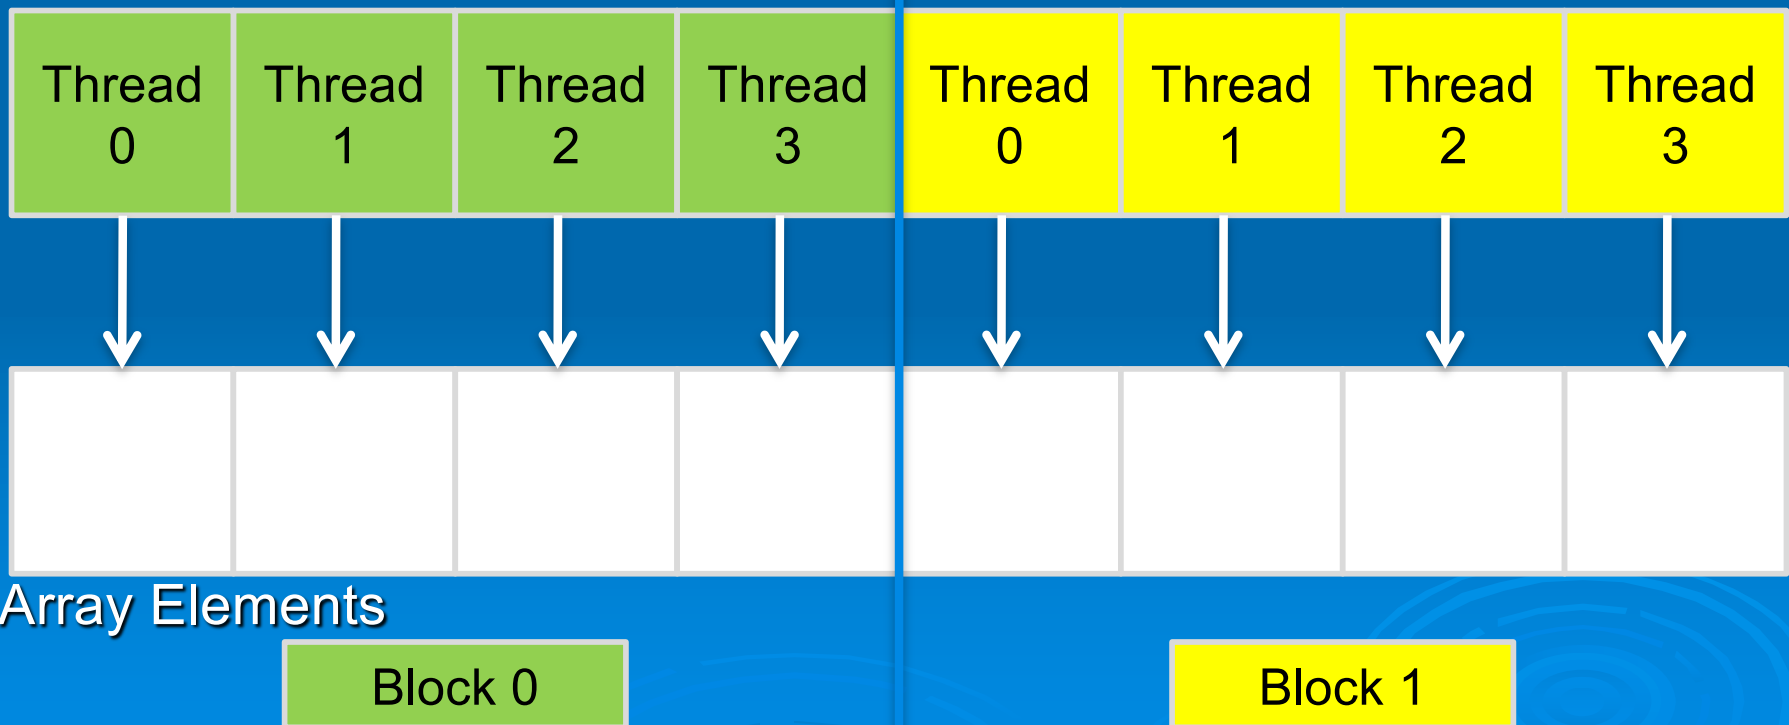 Thread Thread Thread Thread Thread Thread Thread Thread
0 1 2 3 0 1 2 3
Array Elements
Block 0 Block 1